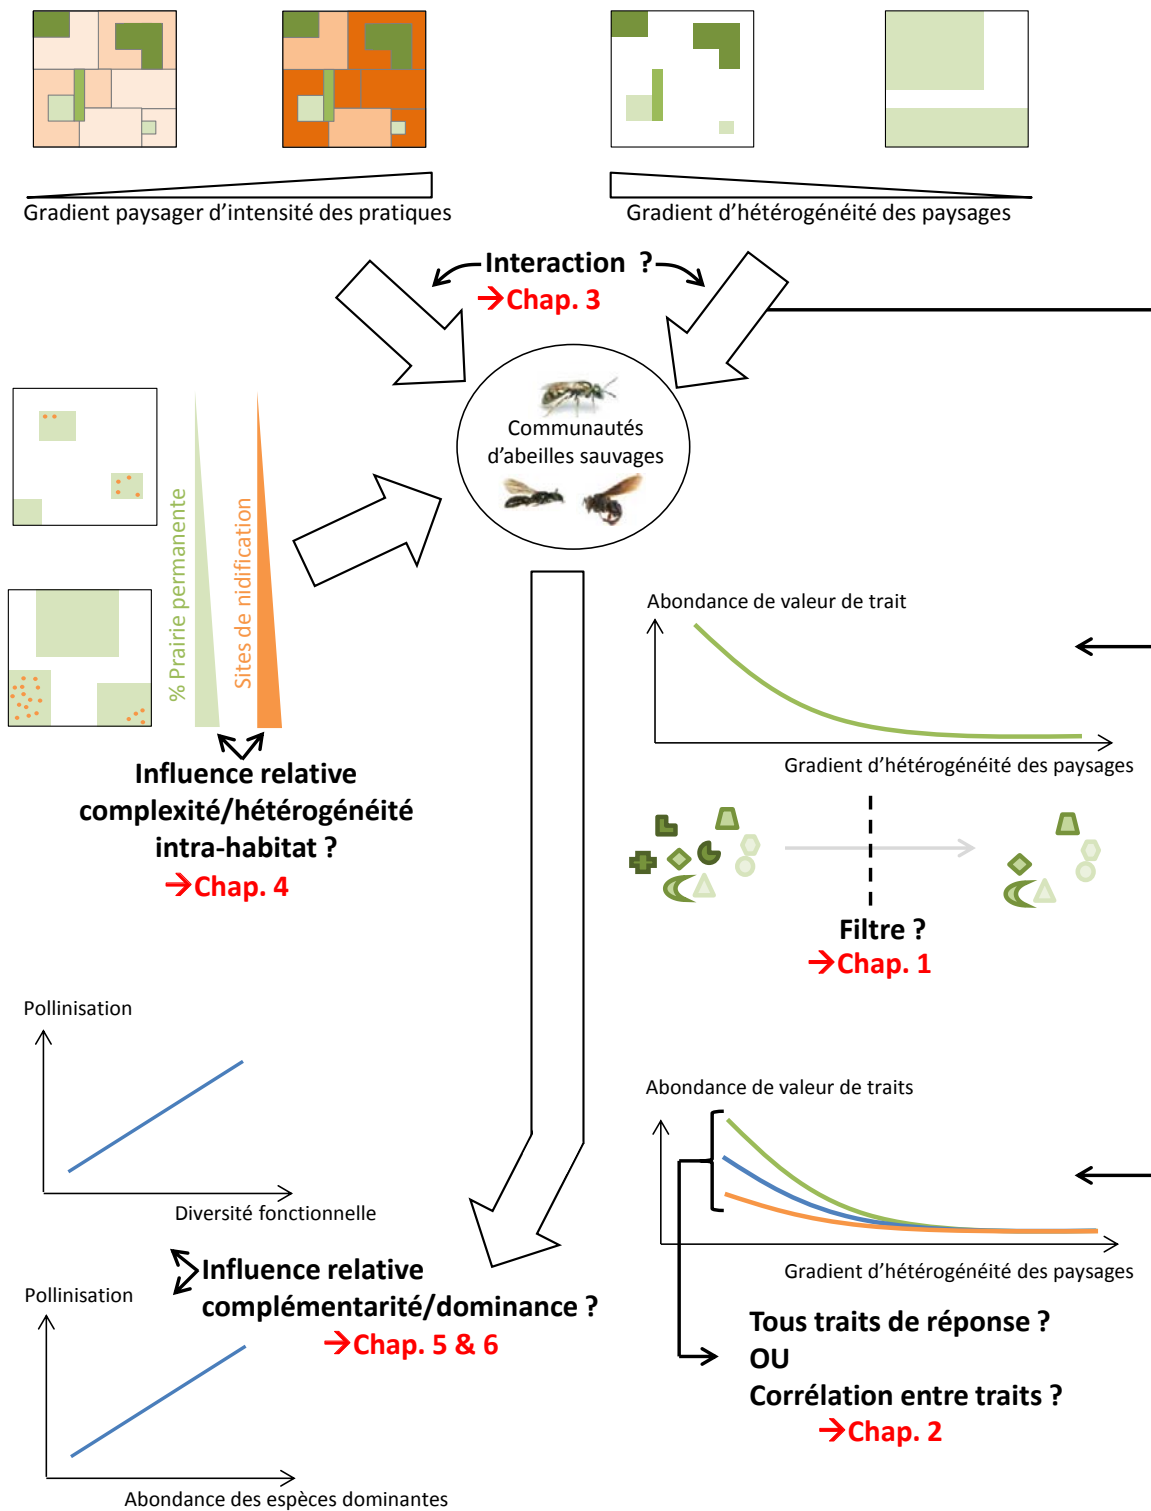 Gradient paysager d'intensité des pratiques
Gradient d'hétérogénéité des paysages
Interaction ?
→Chap. 3
Communautés
d'abeilles sauvages
% Prairie permanente
Sites de nidification
Influence relative
complexité/hétérogénéité
intra-habitat ?
→Chap. 4
Abondance de valeur de trait
Gradient d'hétérogénéité des paysages
Filtre ?
→Chap. 1
Pollinisation
Diversité fonctionnelle
Influence relative
complémentarité/dominance ?
→Chap. 5 & 6
Pollinisation
Abondance des espèces dominantes
Abondance de valeur de traits
Gradient d'hétérogénéité des paysages
Tous traits de réponse ?
OU
Corrélation entre traits ?
→Chap. 2